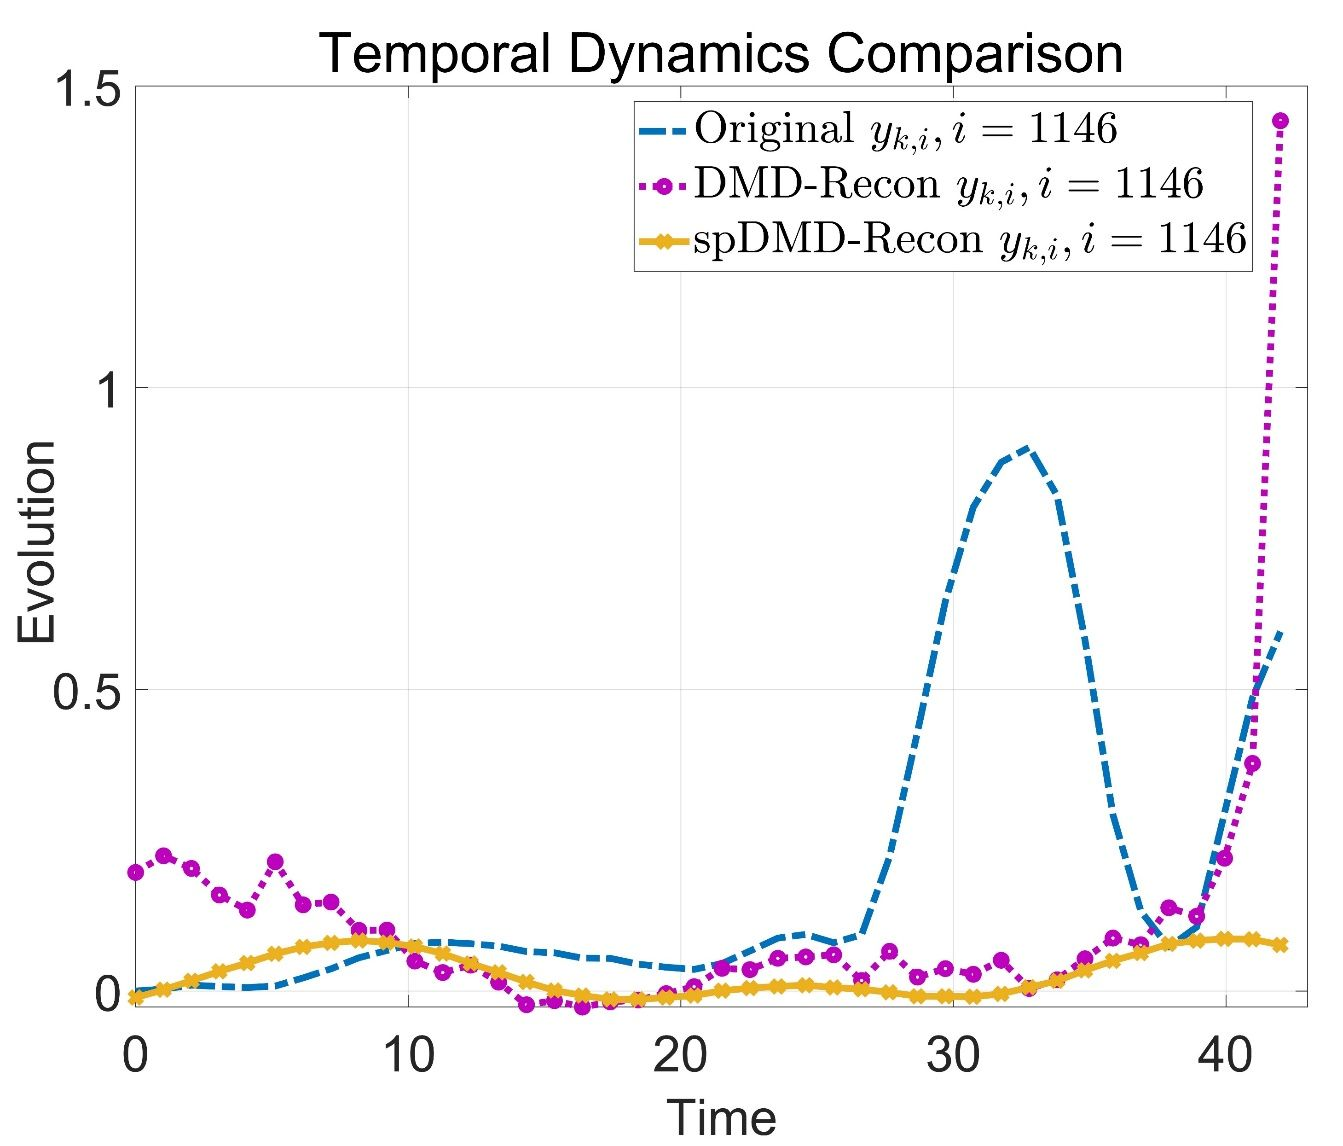 Temporal Dynamics Comparison
1.5
1
0.5
0
Evolution
Original y_{k,i}, i = 1146
DMD-Recon y_{k,i}, i = 1146
spDMD-Recon y_{k,i}, i = 1146
0 10 20 30 40
Time